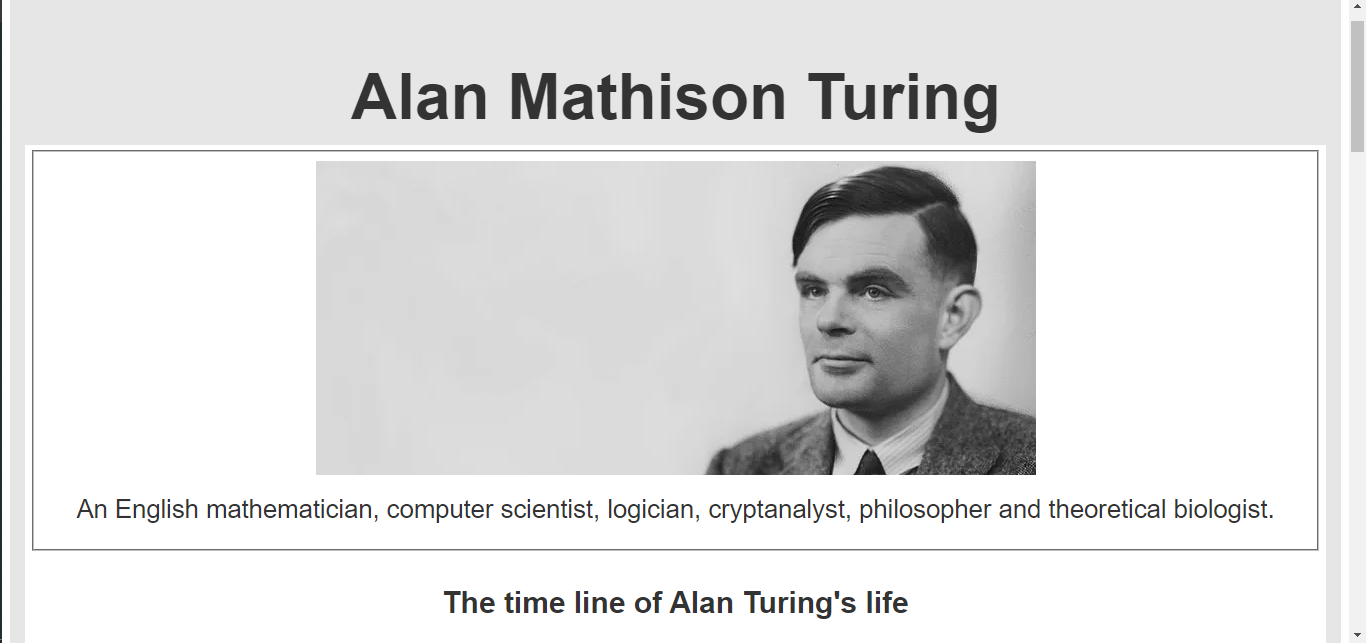 Alan Mathison Turing
An English mathematician, computer scientist, logician, cryptanalyst, philosopher and theoretical biologist.
The time line of Alan Turing's life